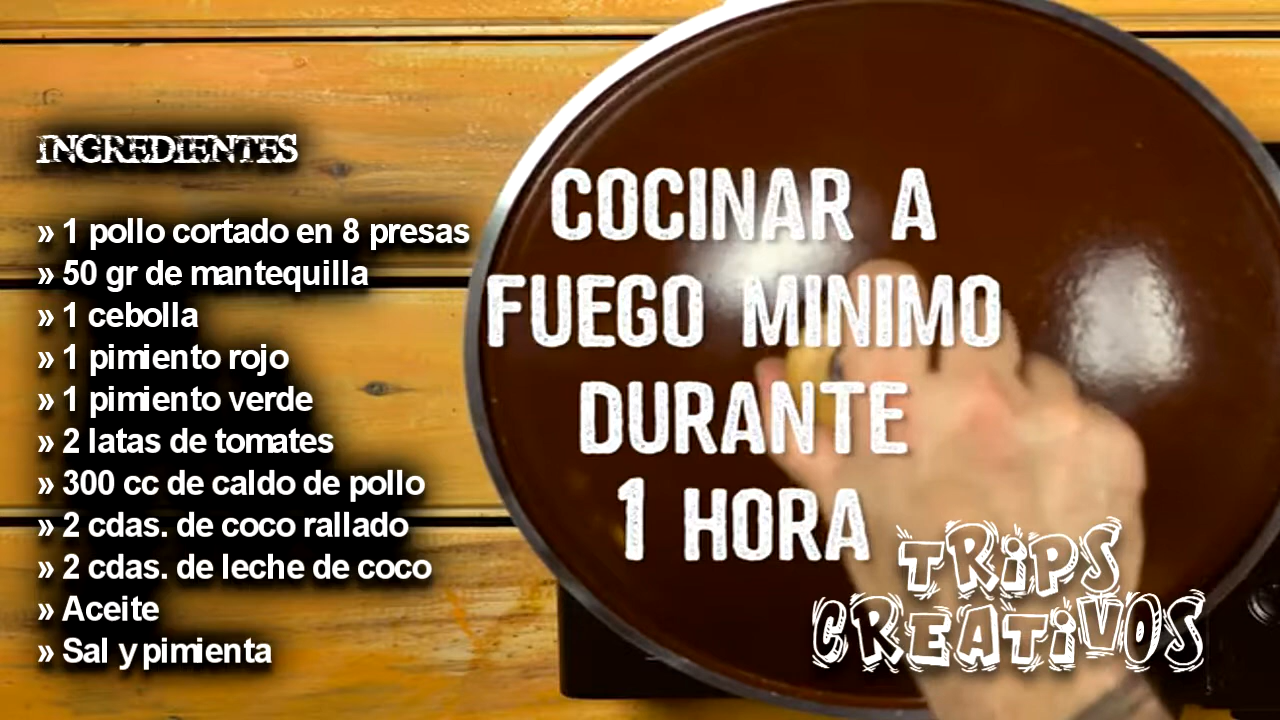 INGREDIENTES
» 1 pollo cortado en 8 presas
» 50 gr de mantequilla
» 1 cebolla
» 1 pimiento rojo
» 1 pimiento verde
» 2 latas de tomates
» 300 cc de caldo de pollo
» 2 cdas. de coco rallado
» 2 cdas. de leche de coco
» Aceite
» Sal y pimienta
COCINAR A
FUEGO MINIMO
DURANTE
1 HORA
TRiPS
CREATiVOS